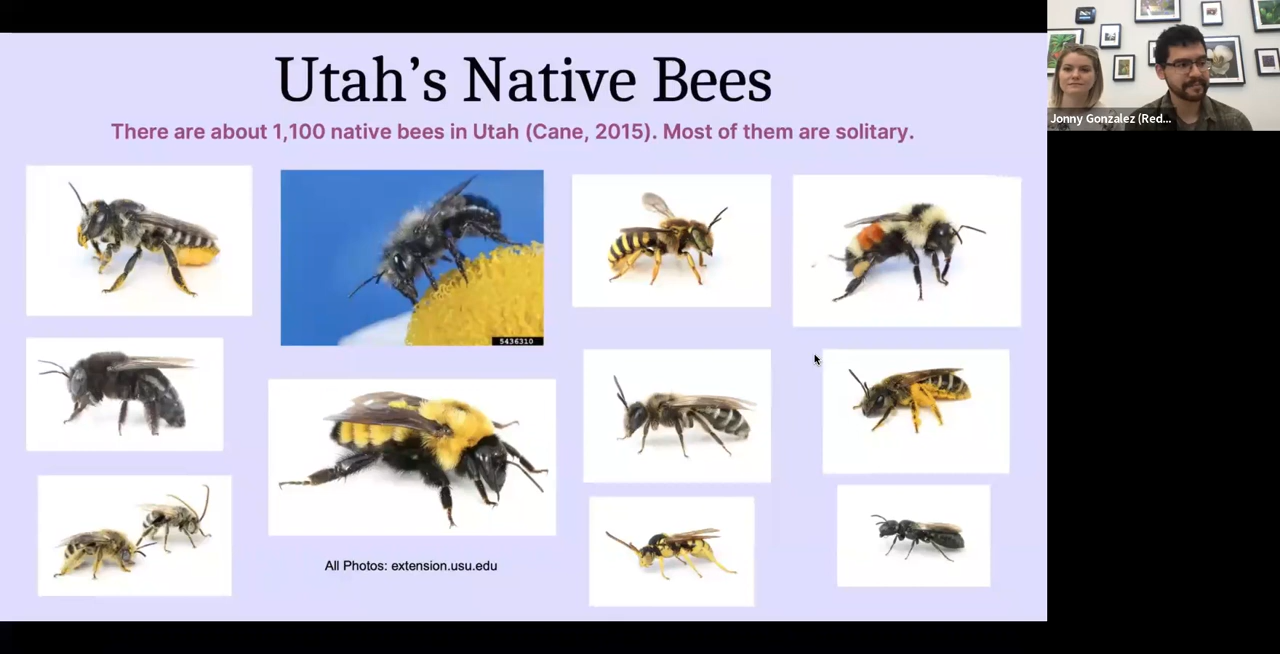 Utah’s Native Bees
There are about 1,100 native bees in Utah (Cane, 2015). Most of them are solitary.
Jonny Gonzalez (Red...
5436310
All Photos: extension.usu.edu